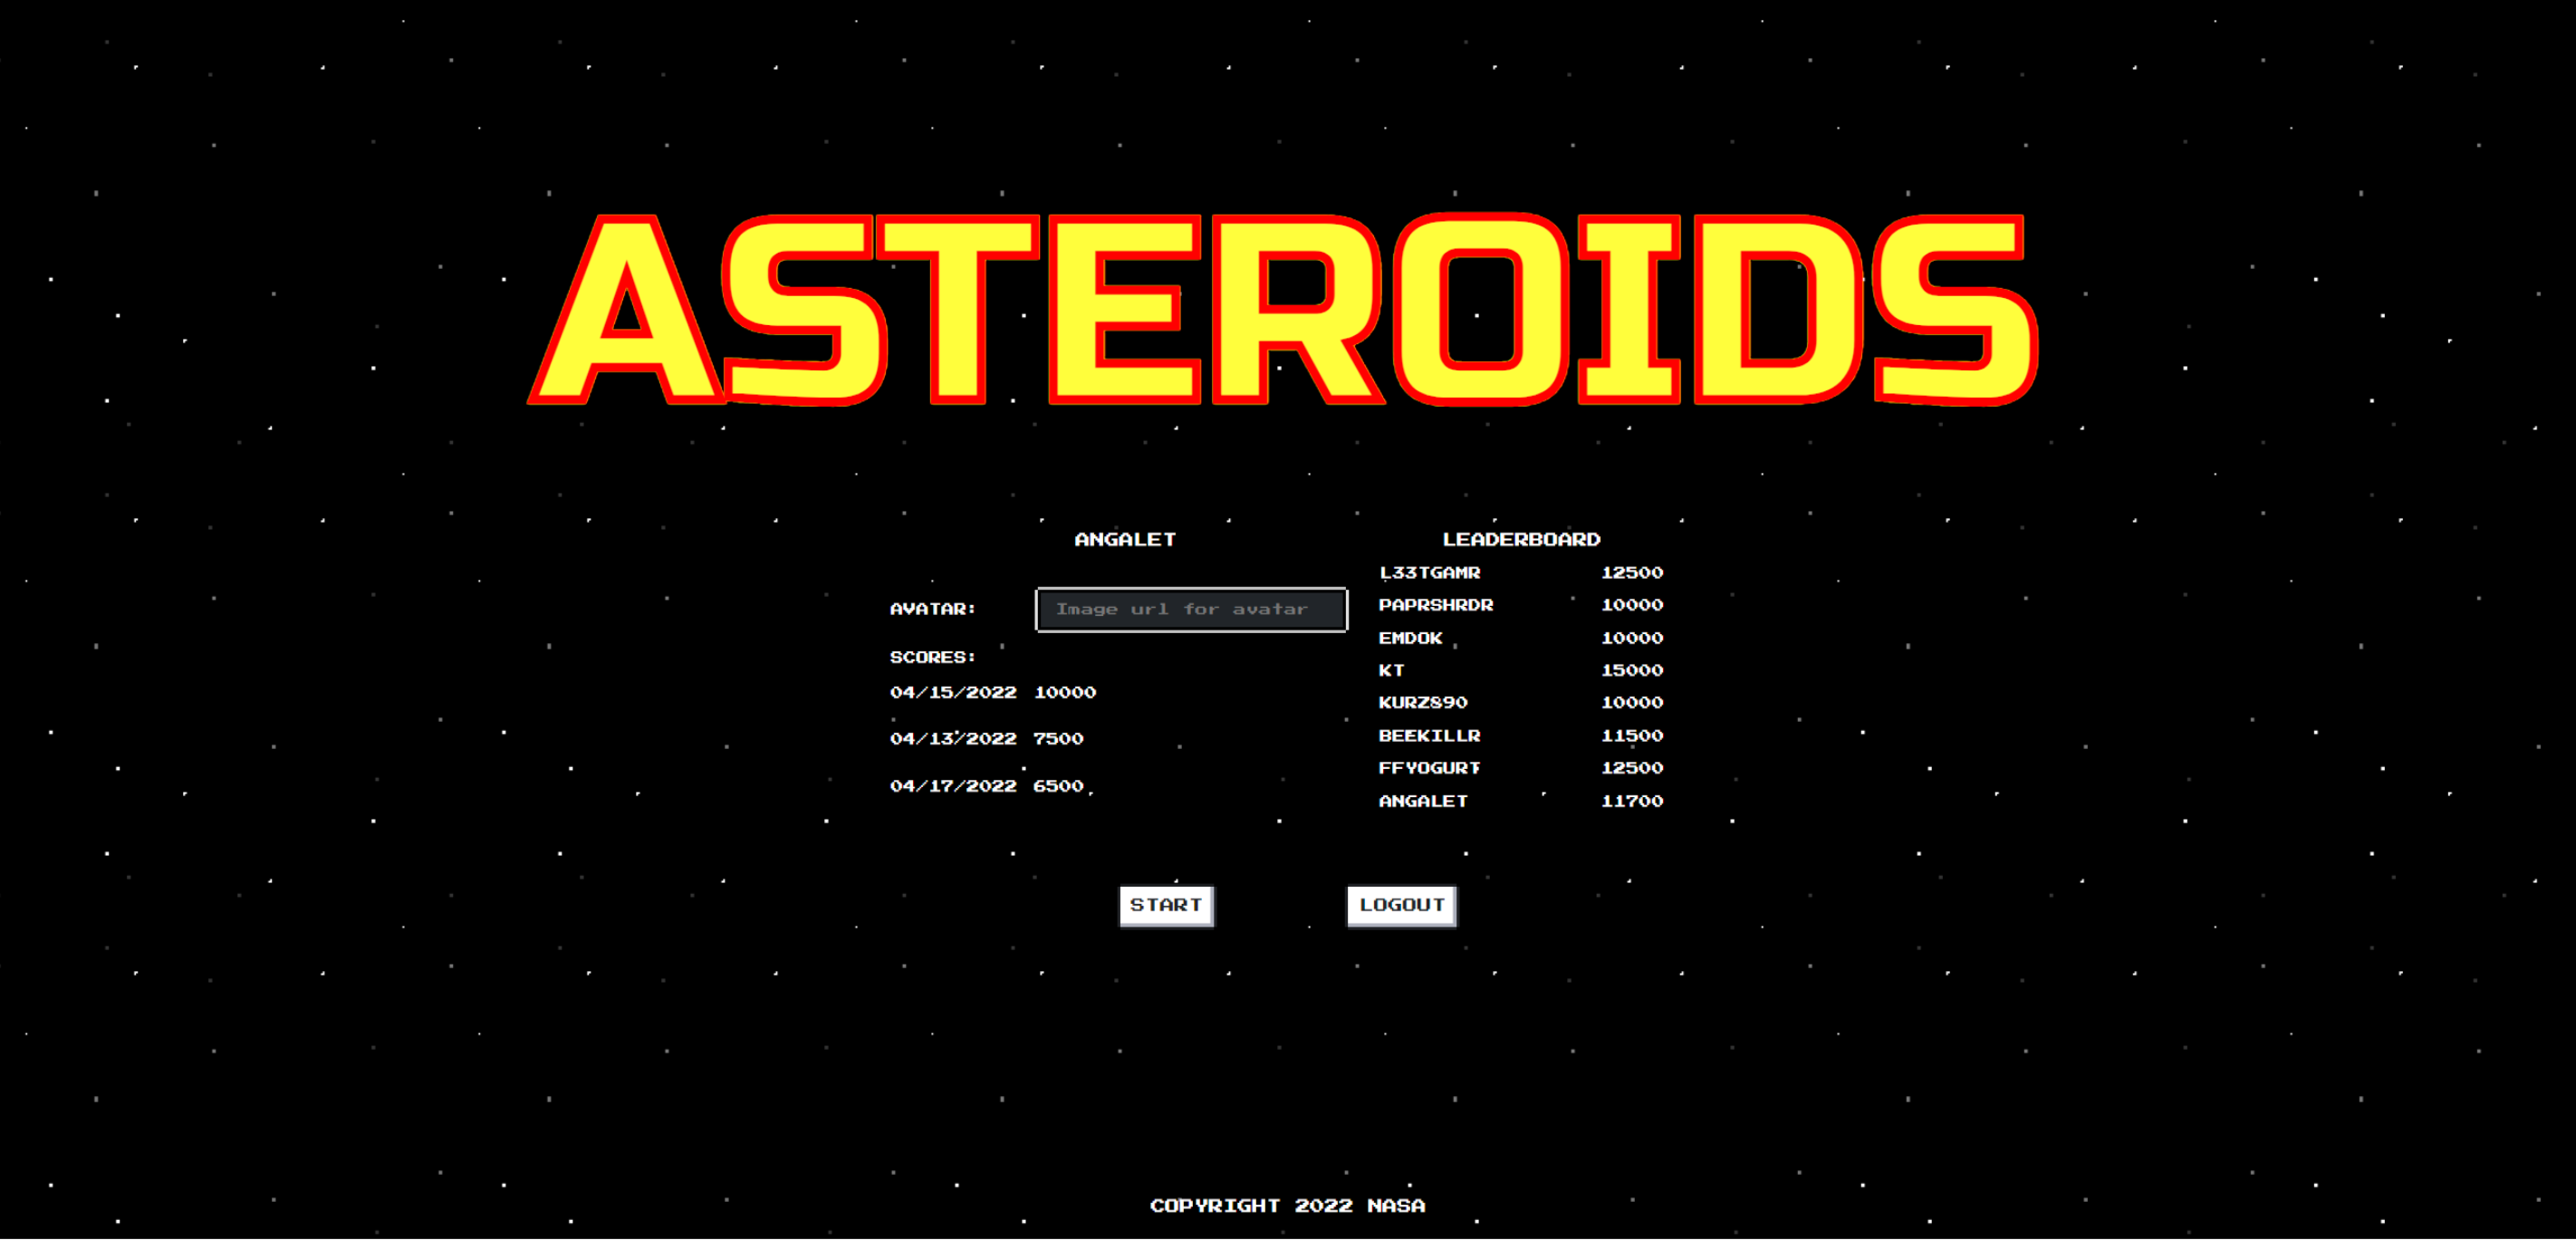 ASTEROIDS
ANGALET
AVATAR: Image url for avatar
SCORES:
04/15/2022 10000
04/13/2022 7500
04/17/2022 6500
LEADERBOARD
L33TGAMR 12500
PAPRSHRDR 10000
EMDOK 10000
KT 15000
KURZ890 10000
BEEKILLR 11500
FFYOGURT 12500
ANGALET 11700
START LOGOUT
COPYRIGHT 2022 NASA